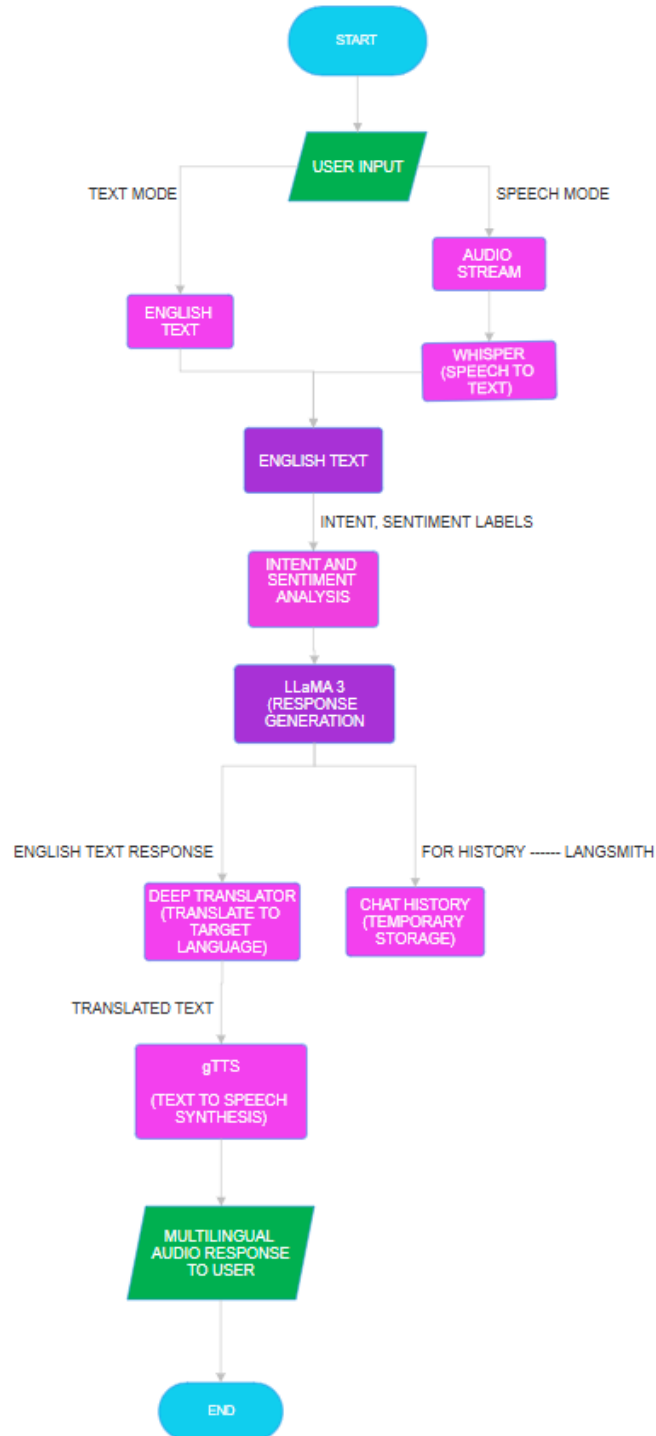 START
USER INPUT
TEXT MODE
SPEECH MODE
AUDIO
STREAM
ENGLISH
TEXT
WHISPER
(SPEECH TO
TEXT)
ENGLISH TEXT
INTENT, SENTIMENT LABELS
INTENT AND
SENTIMENT
ANALYSIS
LLaMA 3
(RESPONSE
GENERATION
ENGLISH TEXT RESPONSE
FOR HISTORY ------ LANGSMITH
DEEP TRANSLATOR
(TRANSLATE TO
TARGET
LANGUAGE)
CHAT HISTORY
(TEMPORARY
STORAGE)
TRANSLATED TEXT
gTTS
(TEXT TO SPEECH
SYNTHESIS)
MULTILINGUAL
AUDIO RESPONSE
TO USER
END